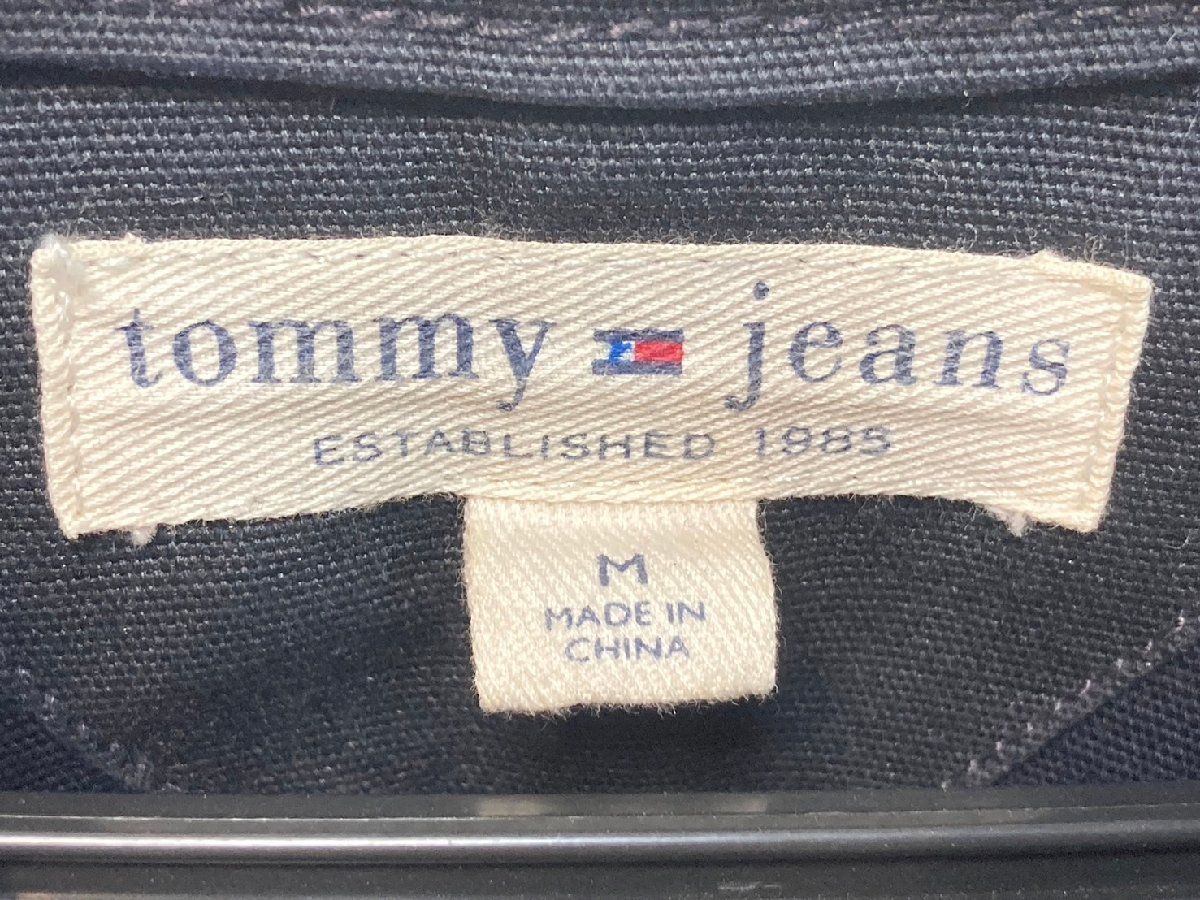 tommy jeans
ESTABLISHED 1985
M
MADE IN
CHINA